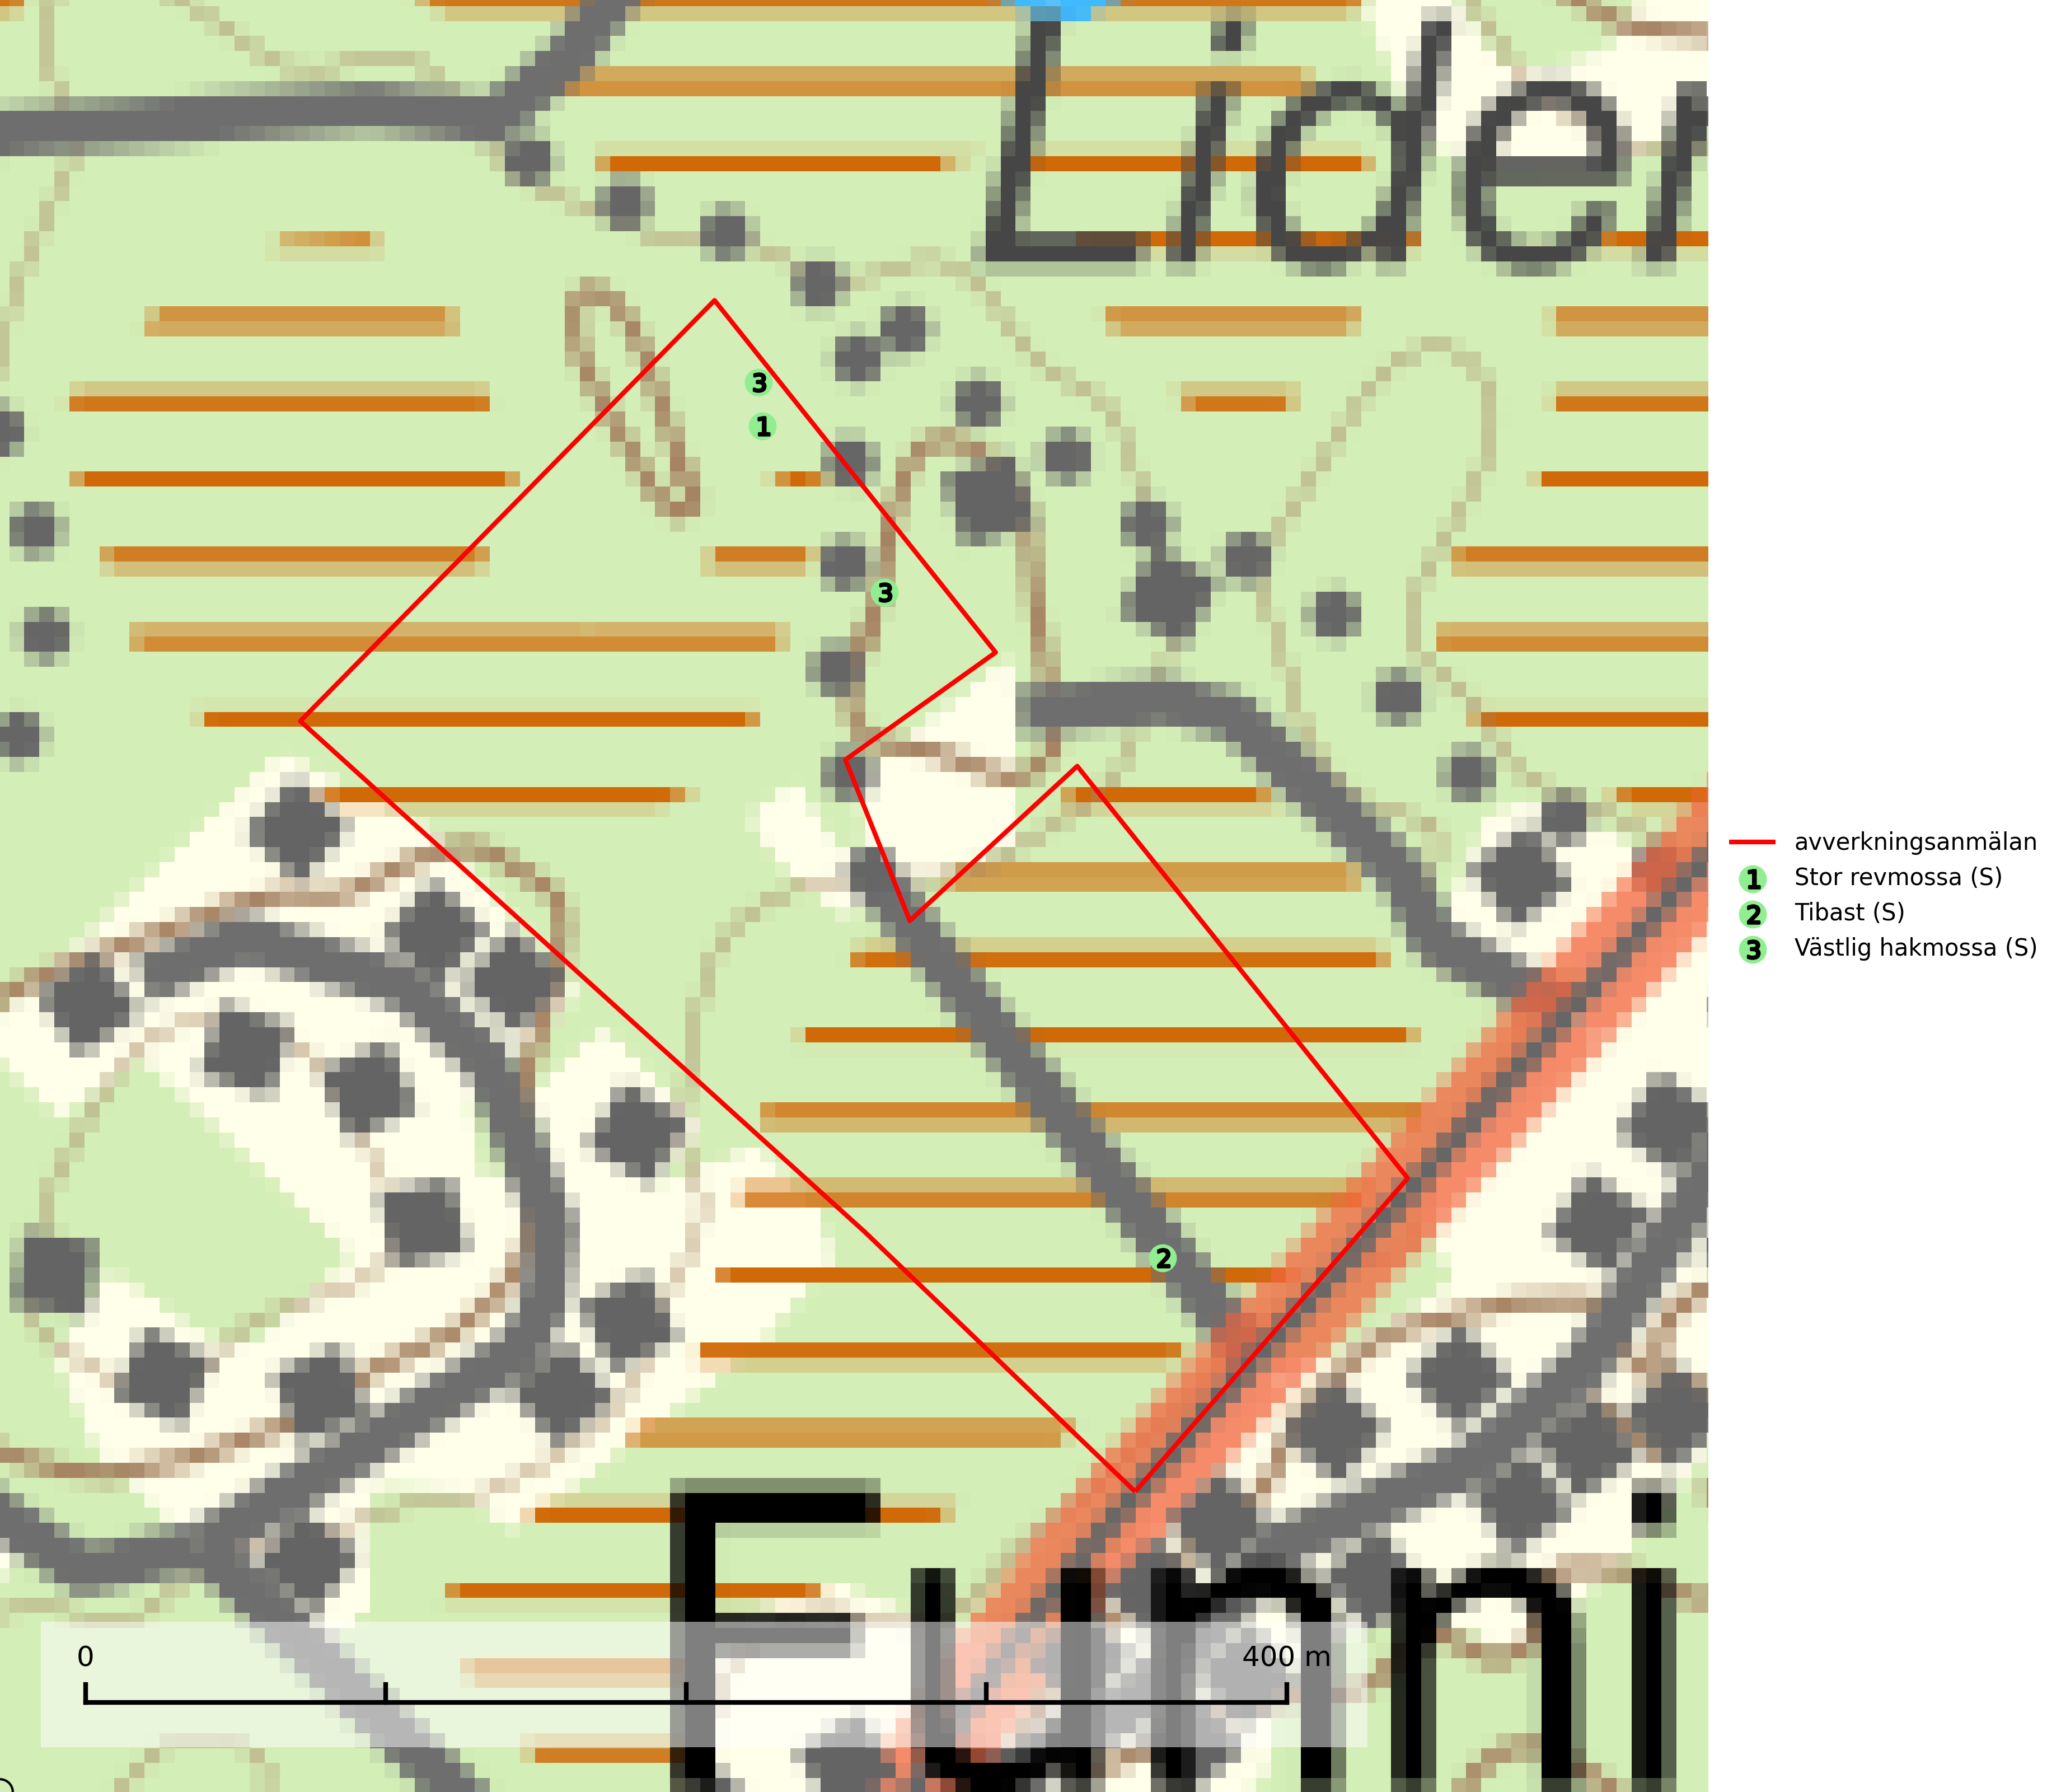 3
1
3
2
avverkningsanmälan
1 Stor revmossa (S)
2 Tibast (S)
3 Västlig hakmossa (S)
0 400 m